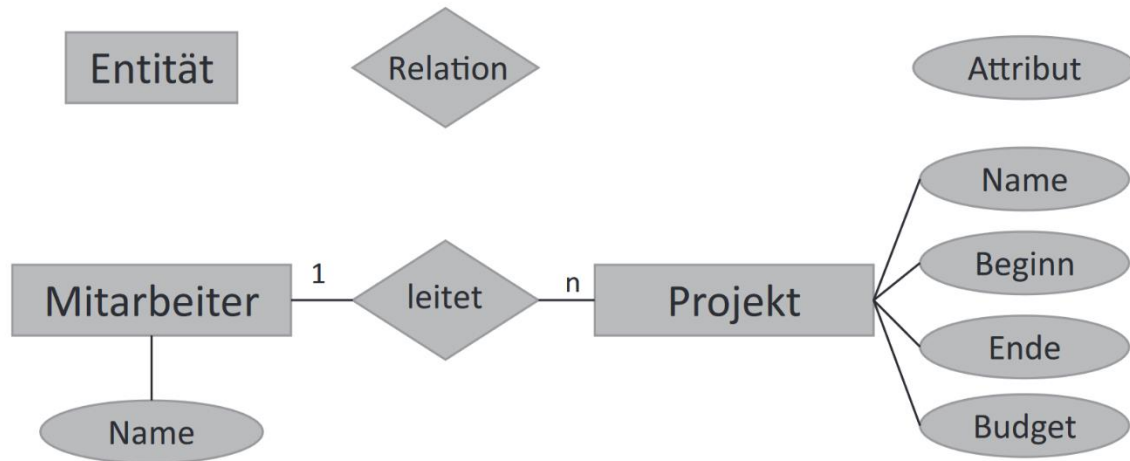 Entität
Relation
Attribut
Name
Beginn
Mitarbeiter
1
leitet
n
Projekt
Ende
Name
Budget